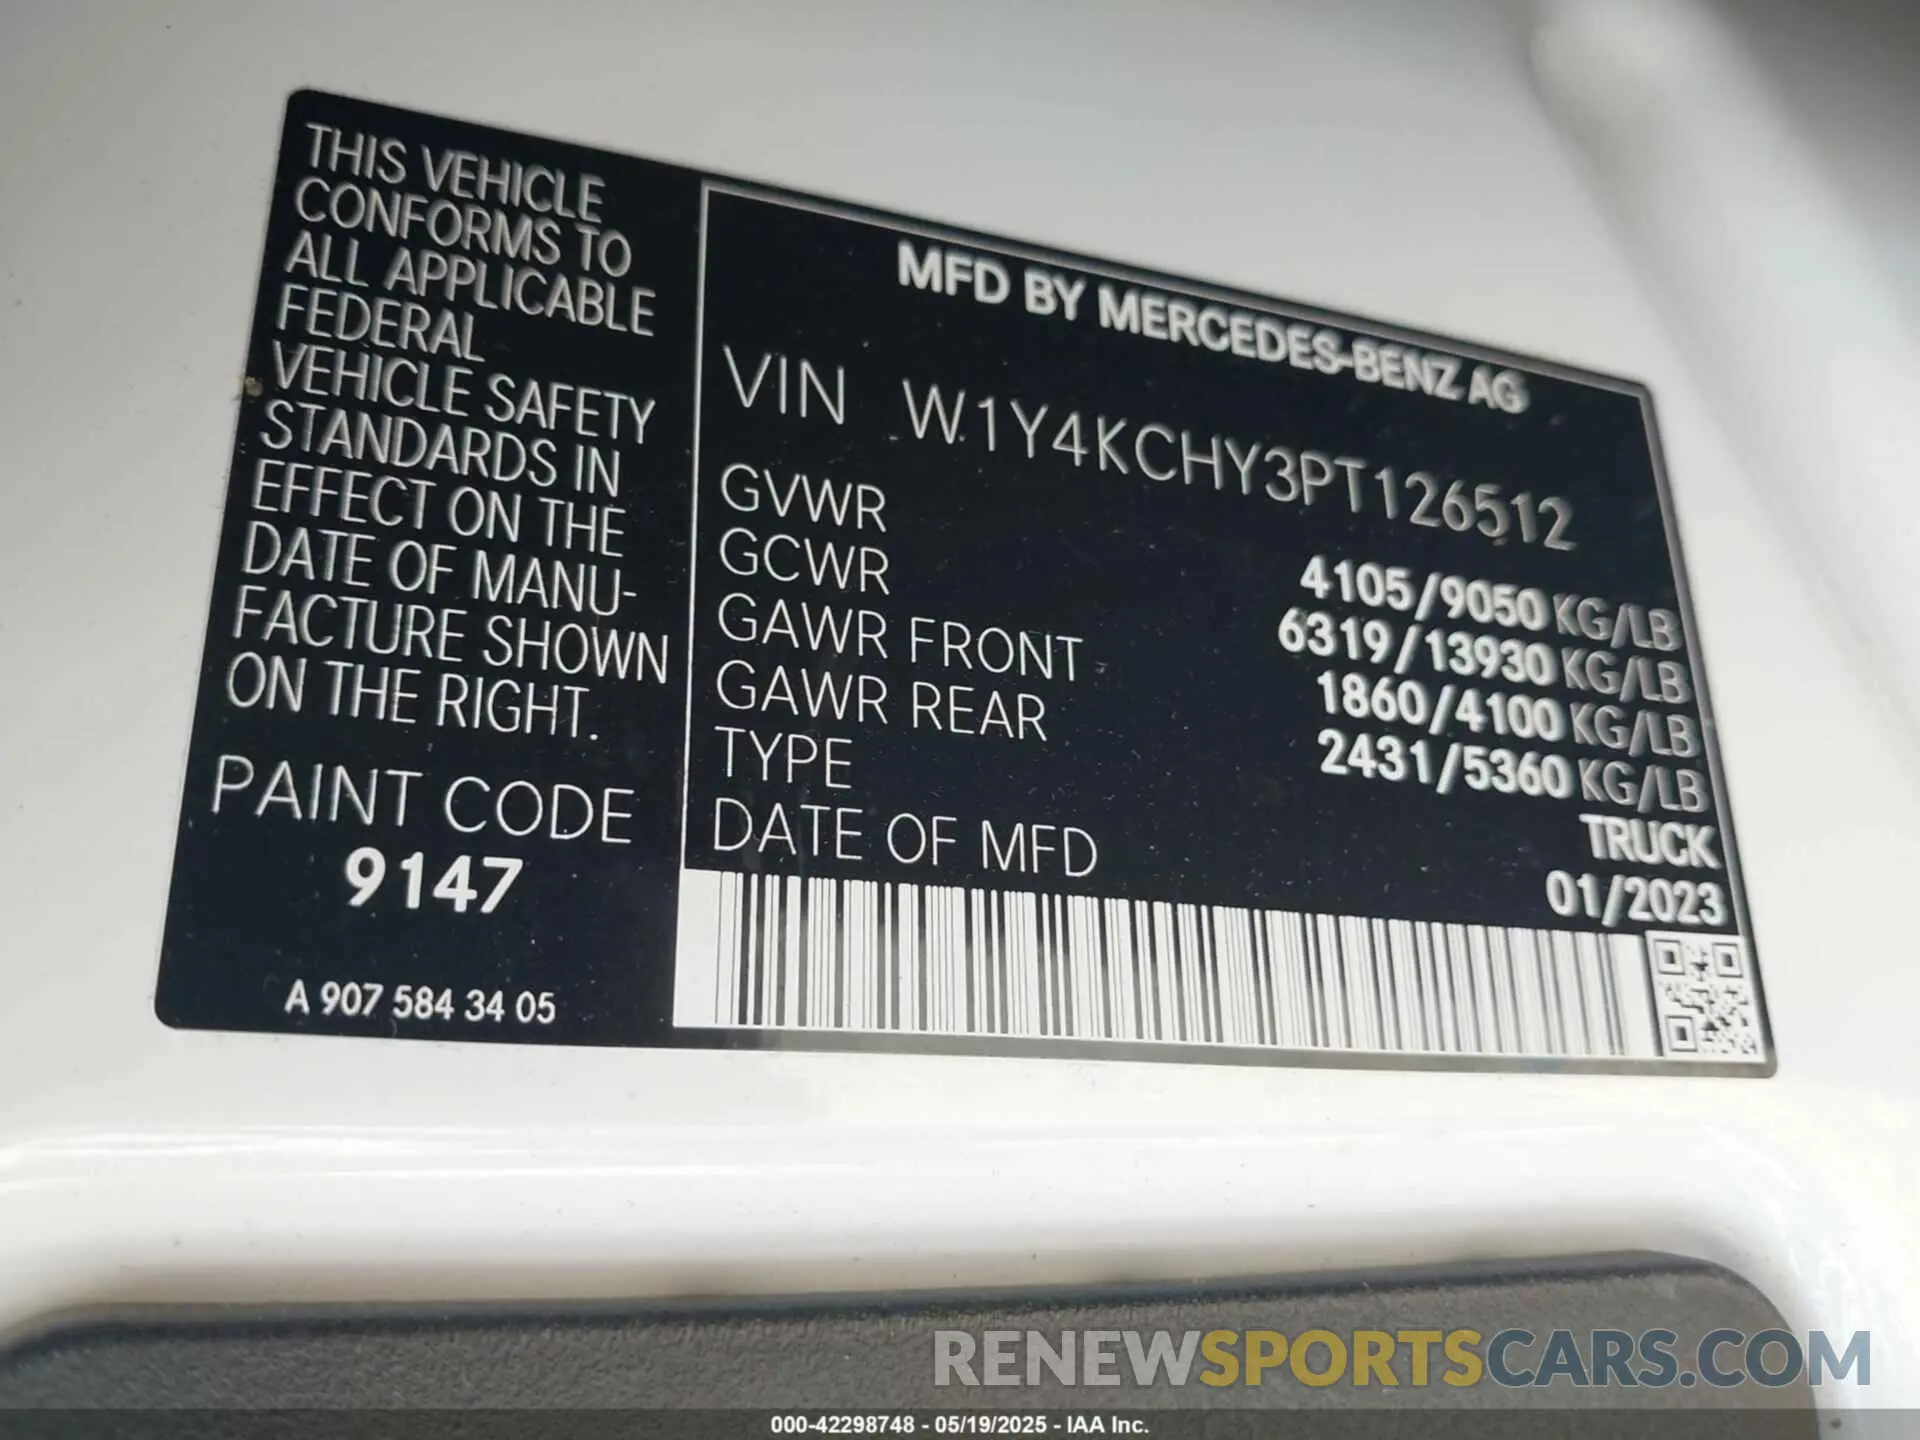 THIS VEHICLE
CONFORMS TO
ALL APPLICABLE
FEDERAL
VEHICLE SAFETY
STANDARDS IN
EFFECT ON THE
DATE OF MANU-
FACTURE SHOWN
ON THE RIGHT.
PAINT CODE
9147
A 907 584 34 05
MFD BY MERCEDES-BENZ AG
VIN W1Y4KCHY3PT126512
GVWR 4105/9050 KG/LB
GCWR 6319/13930 KG/LB
GAWR FRONT 1860/4100 KG/LB
GAWR REAR 2431/5360 KG/LB
TYPE TRUCK
DATE OF MFD 01/2023
RENEWSPORTSCARS.COM
000-42298748 - 05/19/2025 - IAA Inc.